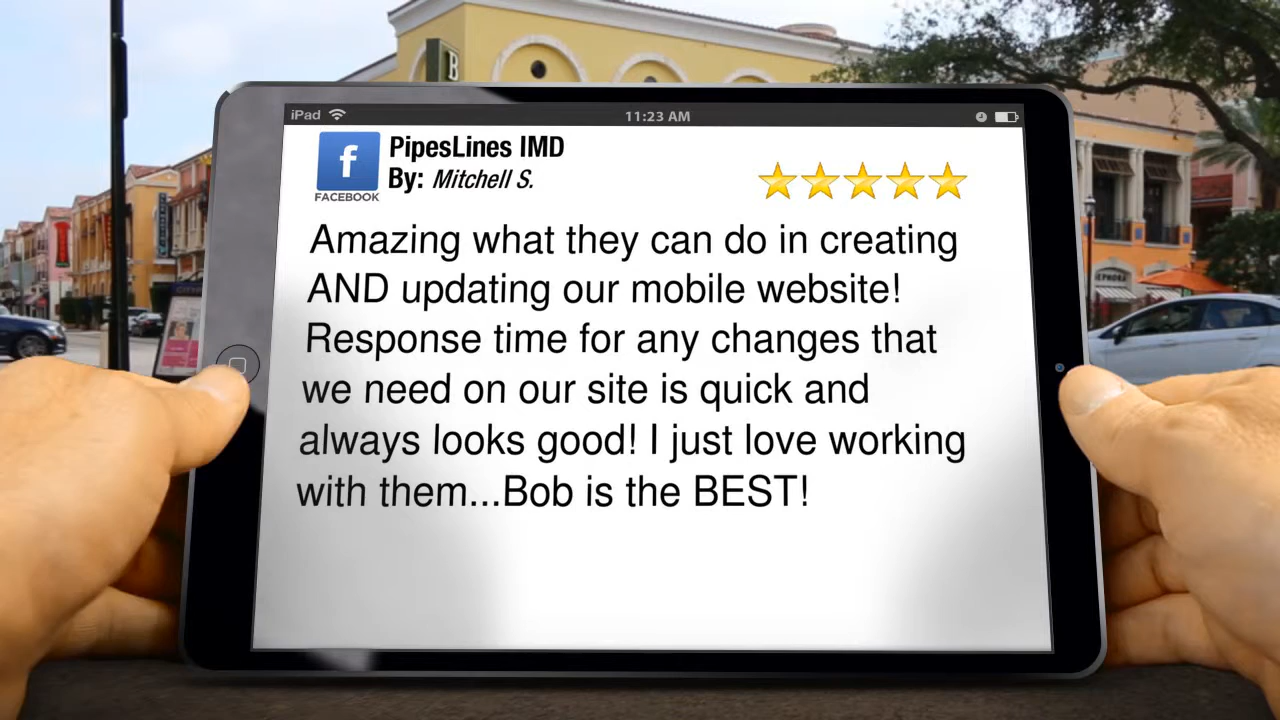 B
iPad
11:23 AM
f
FACEBOOK
PipesLines IMD
By: Mitchell S.
Amazing what they can do in creating
AND updating our mobile website!
Response time for any changes that
we need on our site is quick and
always looks good! I just love working
with them...Bob is the BEST!
SEPHORA